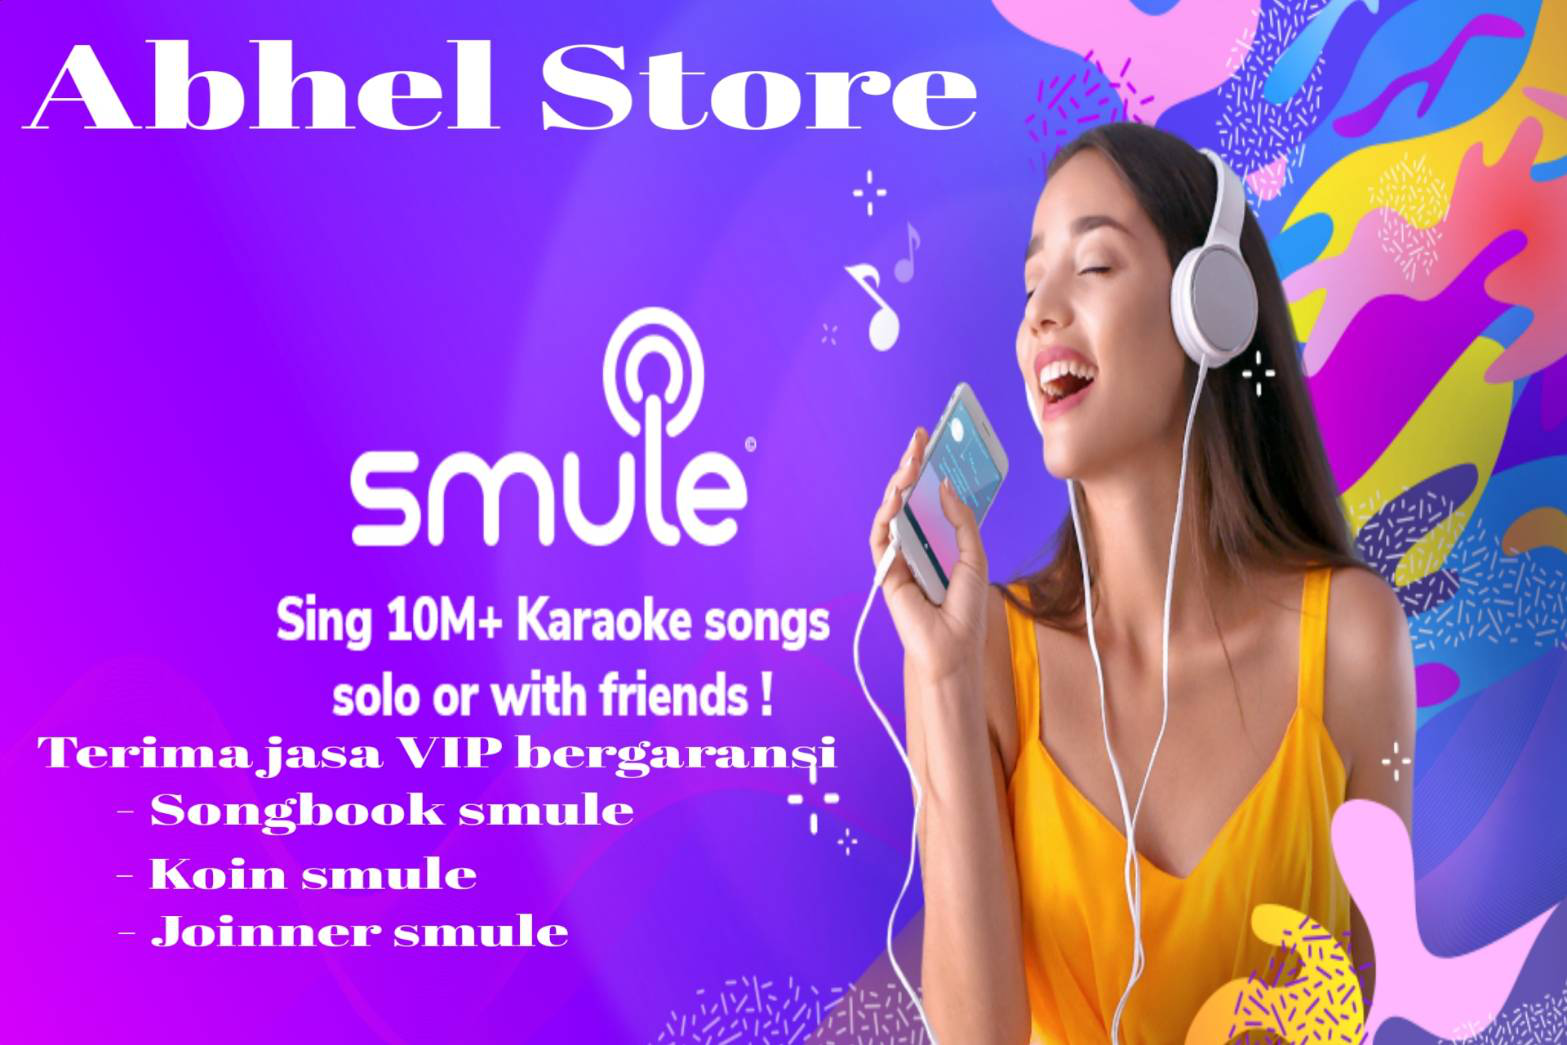 Abhel Store
smule©
Sing 10M+ Karaoke songs
solo or with friends !
Terima jasa VIP bergaransi
- Songbook smule
- Koin smule
- Joinner smule